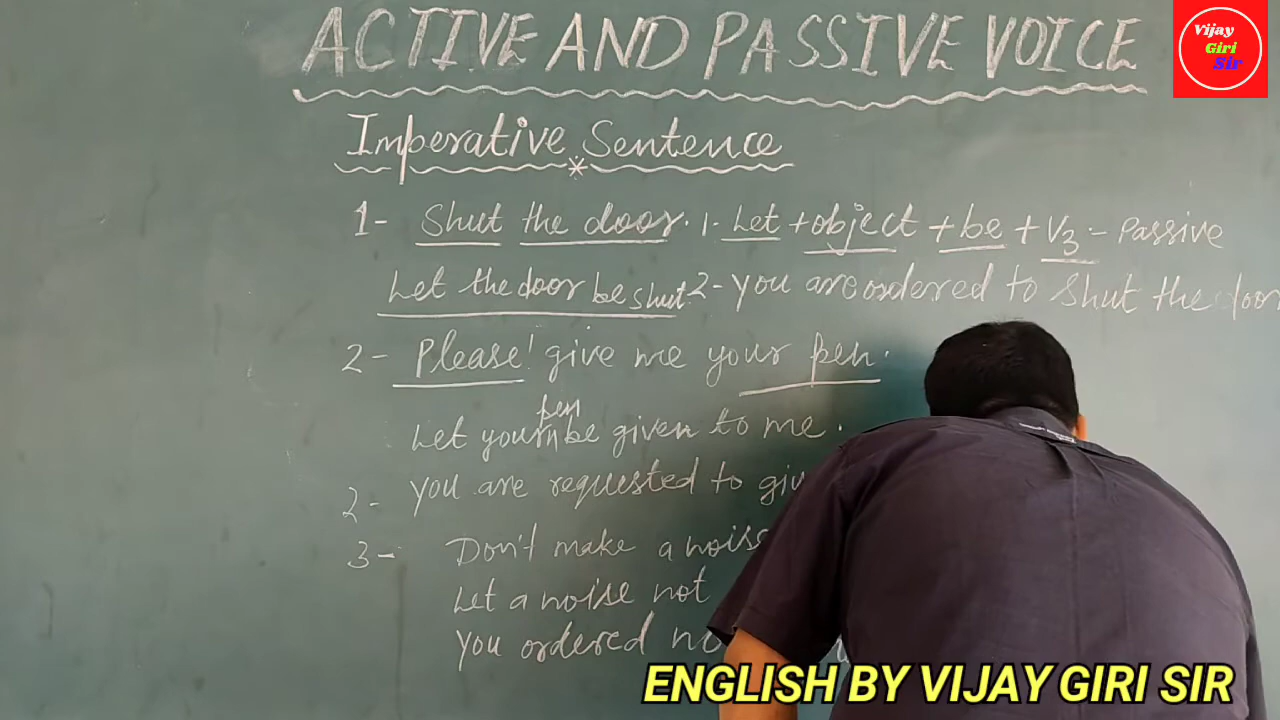 ACTIVE AND PASSIVE VOICE
Vijay
Giri
Sir
Imperative Sentence
1- Shut the door. 1. Let + object + be + V3 - Passive
Let the door be shut. 2- you are ordered to shut the door
2- Please! give me your pen.
pen
Let your be given to me.
2- you are requested to giv
3- Don't make a noise
Let a noise not
you ordered no
ENGLISH BY VIJAY GIRI SIR